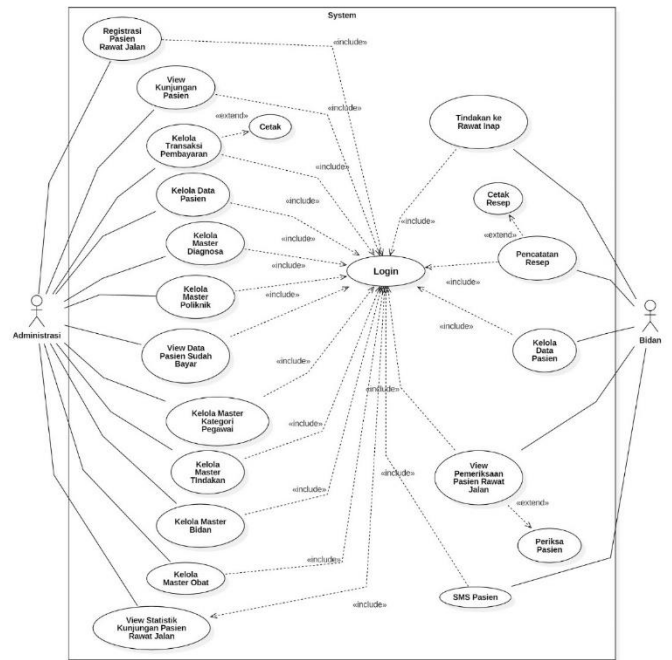 System
Registrasi
Pasien
Rawat Jalan
«include»
View
Kunjungan
Pasien
«include»
«extend»
Cetak
Kelola
Transaksi
Pembayaran
«include»
Tindakan ke
Rawat Inap
«include»
Kelola Data
Pasien
«include»
Cetak
Resep
«extend»
Kelola
Master
Diagnosa
«include»
Pencatatan
Resep
«include»
Login
Kelola
Master
Poliknik
«include»
Administrasi
Bidan
View Data
Pasien Sudah
Bayar
«include»
Kelola
Data
Pasien
«include»
Kelola Master
Kategori
Pegawai
«include»
«include»
Kelola
Master
TIndakan
«include»
View
Pemeriksaan
Pasien Rawat
Jalan
«extend»
Kelola Master
Bidan
«include»
«include»
Periksa
Pasien
Kelola
Master Obat
«include»
SMS Pasien
View Statistik
Kunjungan Pasien
Rawat Jalan
«include»